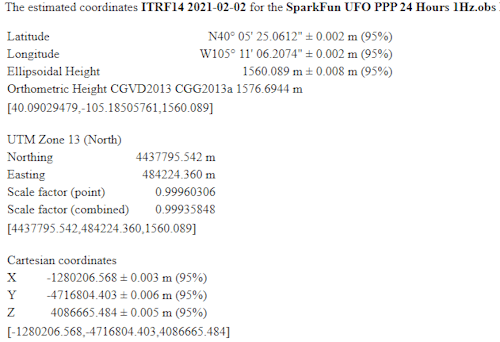 The estimated coordinates ITRF14 2021-02-02 for the SparkFun UFO PPP 24 Hours 1Hz.obs
Latitude N40° 05' 25.0612" ± 0.002 m (95%)
Longitude W105° 11' 06.2074" ± 0.002 m (95%)
Ellipsoidal Height 1560.089 m ± 0.008 m (95%)
Orthometric Height CGVD2013 CGG2013a 1576.6944 m
[40.09029479,-105.18505761,1560.089]
UTM Zone 13 (North)
Northing 4437795.542 m
Easting 484224.360 m
Scale factor (point) 0.99960306
Scale factor (combined) 0.99935848
[4437795.542,484224.360,1560.089]
Cartesian coordinates
X -1280206.568 ± 0.003 m (95%)
Y -4716804.403 ± 0.006 m (95%)
Z 4086665.484 ± 0.005 m (95%)
[-1280206.568,-4716804.403,4086665.484]